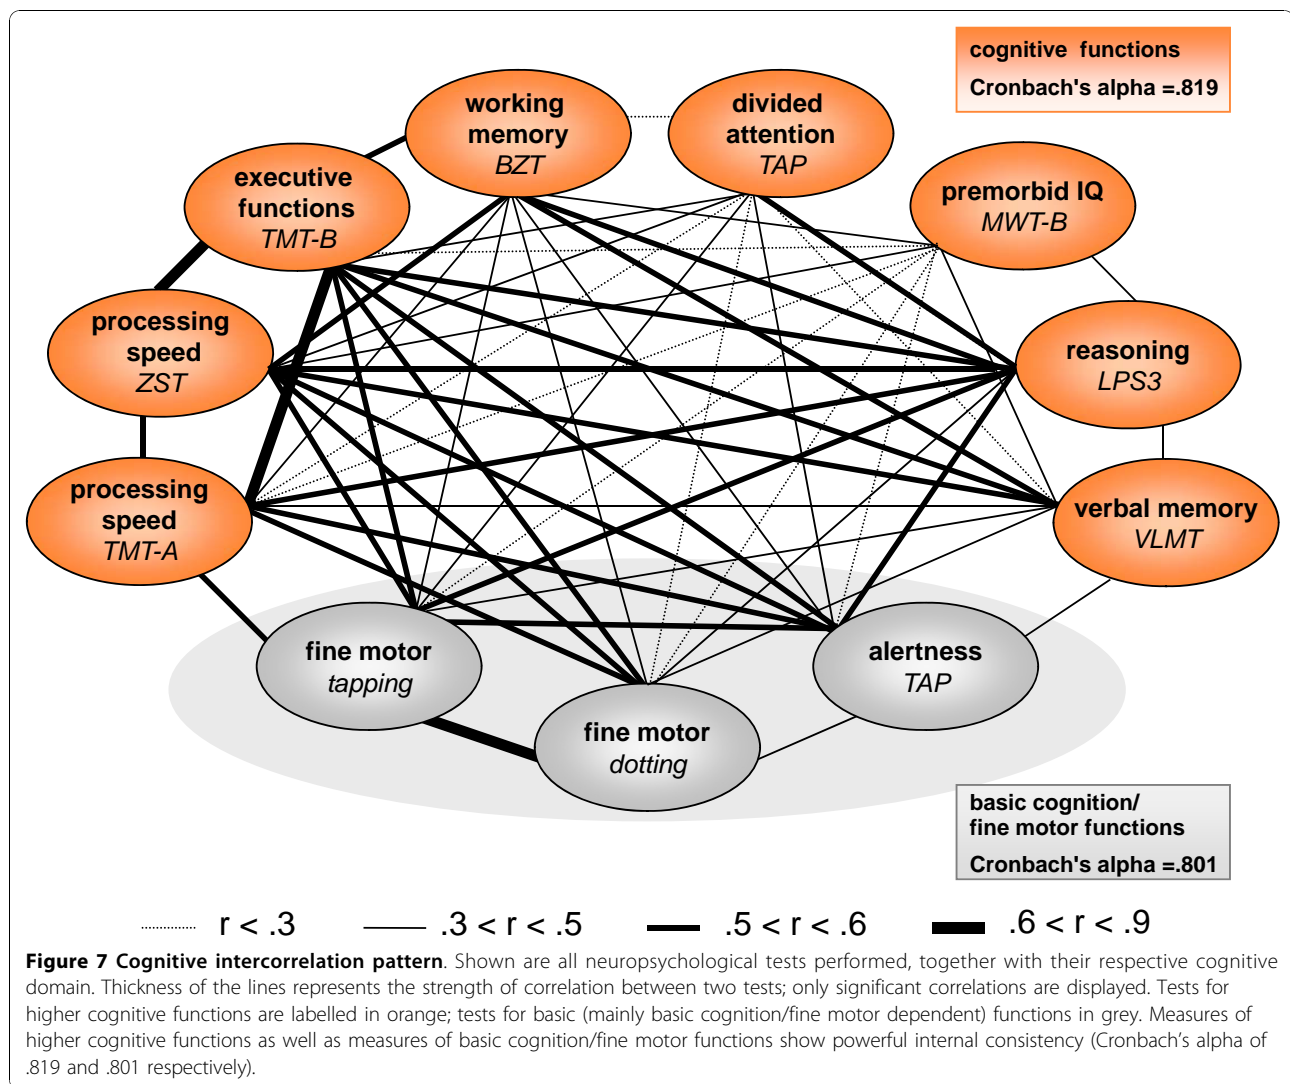 cognitive functions
Cronbach's alpha =.819
working
memory
BZT
divided
attention
TAP
executive
functions
TMT-B
premorbid IQ
MWT-B
processing
speed
ZST
reasoning
LPS3
processing
speed
TMT-A
verbal memory
VLMT
fine motor
tapping
alertness
TAP
fine motor
dotting
basic cognition/
fine motor functions
Cronbach's alpha =.801
r < .3
.3 < r < .5
.5 < r < .6
.6 < r < .9
Figure 7 Cognitive intercorrelation pattern. Shown are all neuropsychological tests performed, together with their respective cognitive
domain. Thickness of the lines represents the strength of correlation between two tests; only significant correlations are displayed. Tests for
higher cognitive functions are labelled in orange; tests for basic (mainly basic cognition/fine motor dependent) functions in grey. Measures of
higher cognitive functions as well as measures of basic cognition/fine motor functions show powerful internal consistency (Cronbach's alpha of
.819 and .801 respectively).